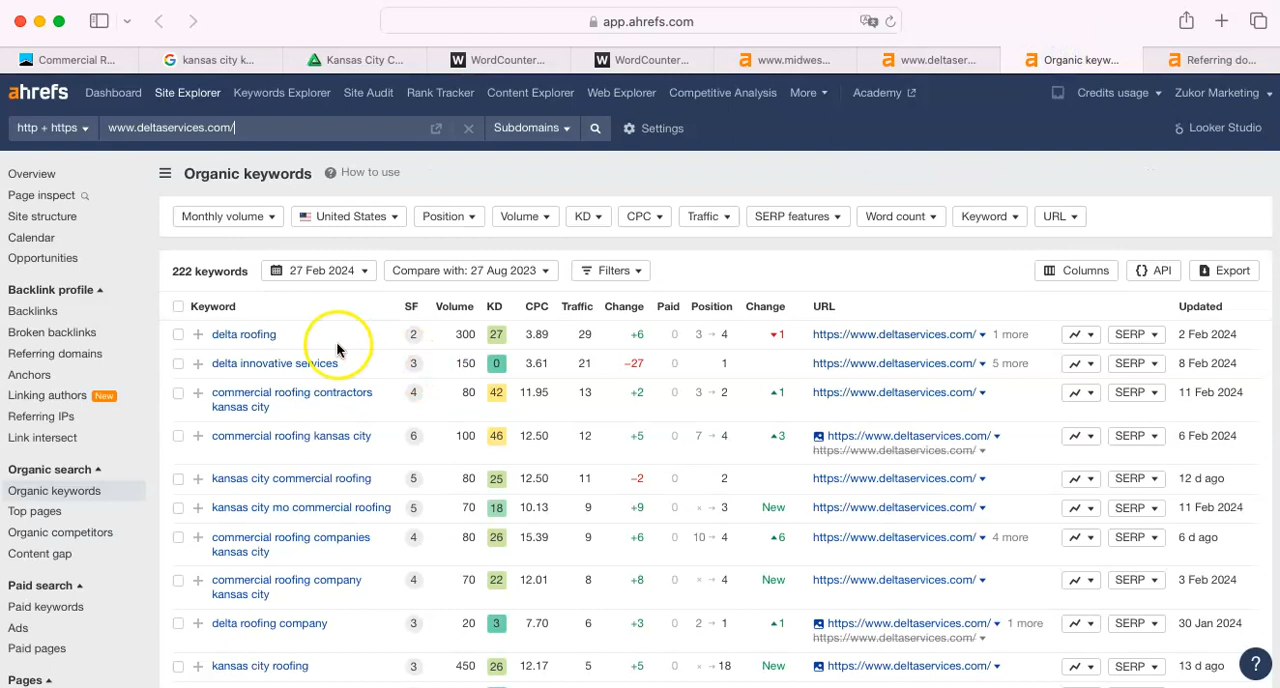 app.ahrefs.com
Commercial R...
kansas city k...
Kansas City C...
WordCounter...
WordCounter...
www.midwes...
www.deltaser...
Organic keyw...
Referring do...
ahrefs Dashboard Site Explorer Keywords Explorer Site Audit Rank Tracker Content Explorer Web Explorer Competitive Analysis More Academy Credits usage Zukor Marketing
http + https www.deltaservices.com/ Subdomains Settings Looker Studio
Overview
Page inspect
Site structure
Calendar
Opportunities
Backlink profile
Backlinks
Broken backlinks
Referring domains
Anchors
Linking authors New
Referring IPs
Link intersect
Organic search
Organic keywords
Top pages
Organic competitors
Content gap
Paid search
Paid keywords
Ads
Paid pages
Pages
Organic keywords ? How to use
Monthly volume United States Position Volume KD CPC Traffic SERP features Word count Keyword URL
222 keywords 27 Feb 2024 Compare with: 27 Aug 2023 Filters Columns {} API Export
Keyword SF Volume KD CPC Traffic Change Paid Position Change URL Updated
delta roofing 2 300 27 3.89 29 +6 0 3 → 4 1 https://www.deltaservices.com/ 1 more SERP 2 Feb 2024
delta innovative services 3 150 0 3.61 21 −27 0 1 https://www.deltaservices.com/ 5 more SERP 8 Feb 2024
commercial roofing contractors 4 80 42 11.95 13 +2 0 3 → 2 1 https://www.deltaservices.com/ SERP 11 Feb 2024
kansas city
commercial roofing kansas city 6 100 46 12.50 12 +5 0 7 → 4 3 https://www.deltaservices.com/ SERP 6 Feb 2024
https://www.deltaservices.com/
kansas city commercial roofing 5 80 25 12.50 11 −2 0 2 https://www.deltaservices.com/ SERP 12 d ago
kansas city mo commercial roofing 5 70 18 10.13 9 +9 0 × → 3 New https://www.deltaservices.com/ SERP 11 Feb 2024
commercial roofing companies 4 80 26 15.39 9 +6 0 10 → 4 6 https://www.deltaservices.com/ 4 more SERP 6 d ago
kansas city
commercial roofing company 4 70 22 12.01 8 +8 0 × → 4 New https://www.deltaservices.com/ SERP 3 Feb 2024
kansas city
delta roofing company 3 20 3 7.70 6 +3 0 2 → 1 1 https://www.deltaservices.com/ 1 more SERP 30 Jan 2024
https://www.deltaservices.com/
kansas city roofing 3 450 26 12.17 5 +5 0 × → 18 New https://www.deltaservices.com/ SERP 13 d ago
?